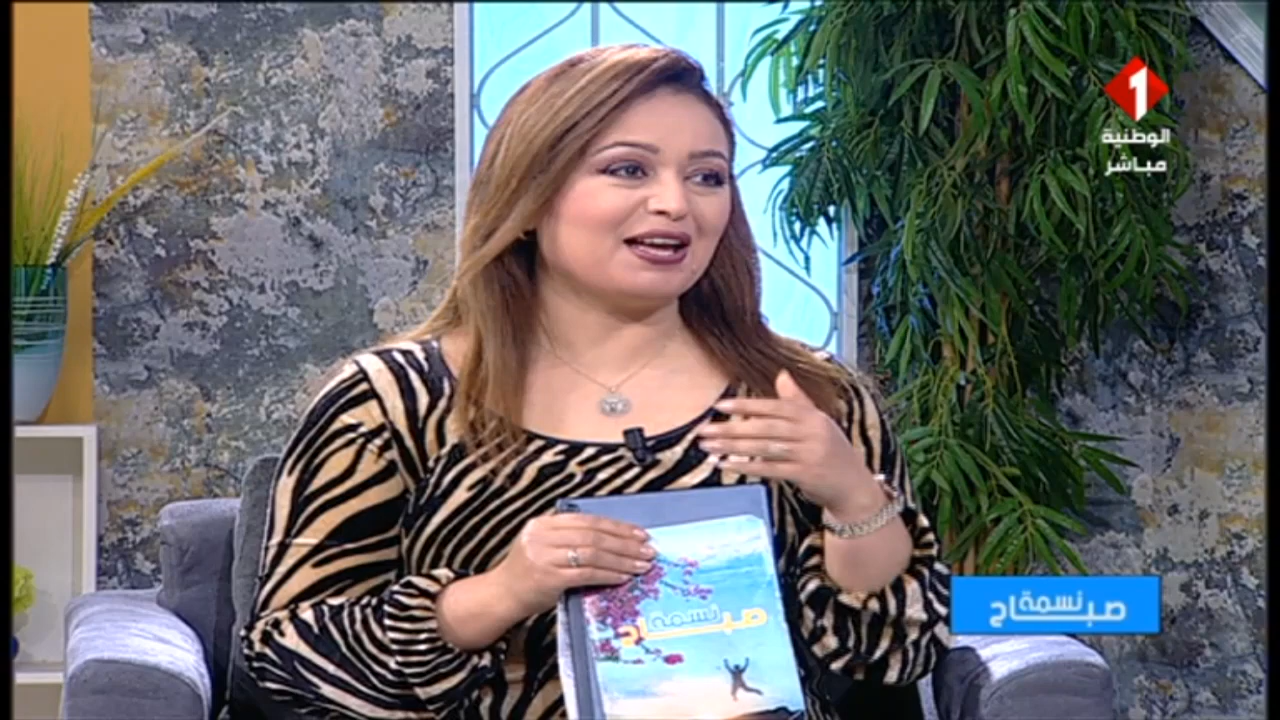 1
الوطنية
مباشر
نسمة
صباح
نسمة
صباح